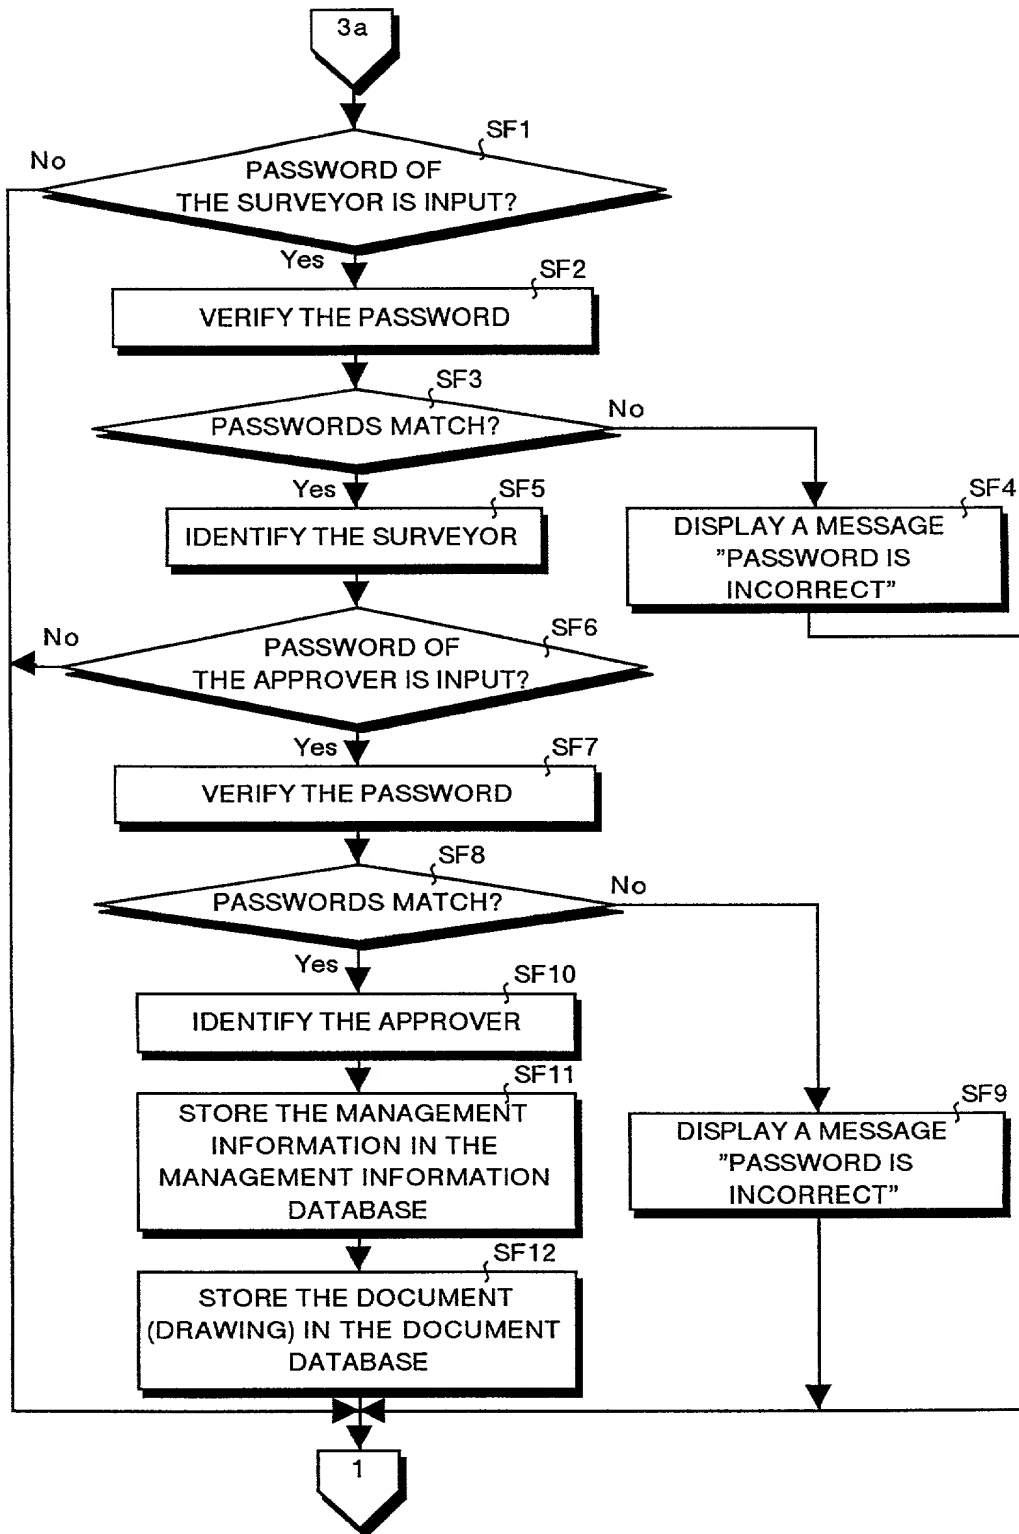 3a
SF1
No
PASSWORD OF
THE SURVEYOR IS INPUT?
Yes
SF2
VERIFY THE PASSWORD
SF3
No
PASSWORDS MATCH?
Yes
SF5
SF4
IDENTIFY THE SURVEYOR
DISPLAY A MESSAGE
"PASSWORD IS
INCORRECT"
SF6
No
PASSWORD OF
THE APPROVER IS INPUT?
Yes
SF7
VERIFY THE PASSWORD
SF8
No
PASSWORDS MATCH?
Yes
SF10
IDENTIFY THE APPROVER
SF11
STORE THE MANAGEMENT
INFORMATION IN THE
MANAGEMENT INFORMATION
DATABASE
SF9
DISPLAY A MESSAGE
"PASSWORD IS
INCORRECT"
SF12
STORE THE DOCUMENT
(DRAWING) IN THE DOCUMENT
DATABASE
1